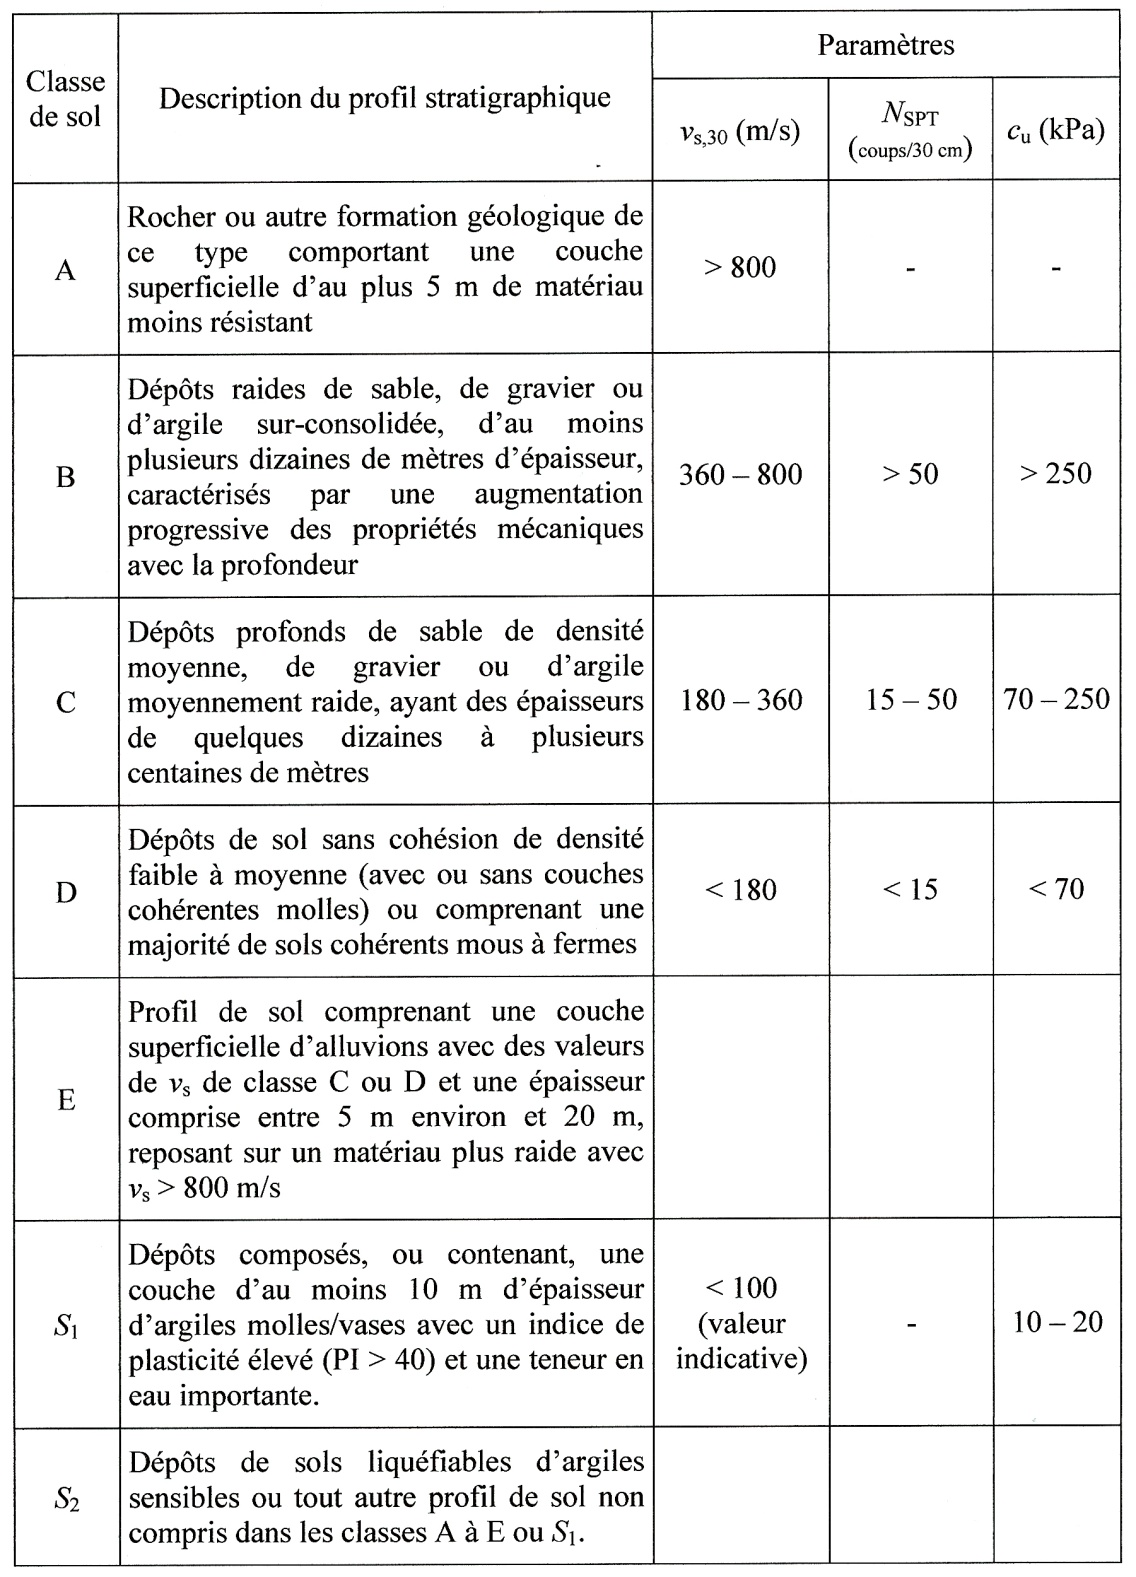 Classe
de sol
Description du profil stratigraphique
Paramètres
vs,30 (m/s)
NSPT
(coups/30 cm)
cu (kPa)
A
Rocher ou autre formation géologique de
ce type comportant une couche
superficielle d'au plus 5 m de matériau
moins résistant
> 800
-
-
B
Dépôts raides de sable, de gravier ou
d'argile sur-consolidée, d'au moins
plusieurs dizaines de mètres d'épaisseur,
caractérisés par une augmentation
progressive des propriétés mécaniques
avec la profondeur
360 – 800
> 50
> 250
C
Dépôts profonds de sable de densité
moyenne, de gravier ou d'argile
moyennement raide, ayant des épaisseurs
de quelques dizaines à plusieurs
centaines de mètres
180 – 360
15 – 50
70 – 250
D
Dépôts de sol sans cohésion de densité
faible à moyenne (avec ou sans couches
cohérentes molles) ou comprenant une
majorité de sols cohérents mous à fermes
< 180
< 15
< 70
E
Profil de sol comprenant une couche
superficielle d'alluvions avec des valeurs
de vs de classe C ou D et une épaisseur
comprise entre 5 m environ et 20 m,
reposant sur un matériau plus raide avec
vs > 800 m/s
S1
Dépôts composés, ou contenant, une
couche d'au moins 10 m d'épaisseur
d'argiles molles/vases avec un indice de
plasticité élevé (PI > 40) et une teneur en
eau importante.
< 100
(valeur
indicative)
-
10 – 20
S2
Dépôts de sols liquéfiables d'argiles
sensibles ou tout autre profil de sol non
compris dans les classes A à E ou S1.